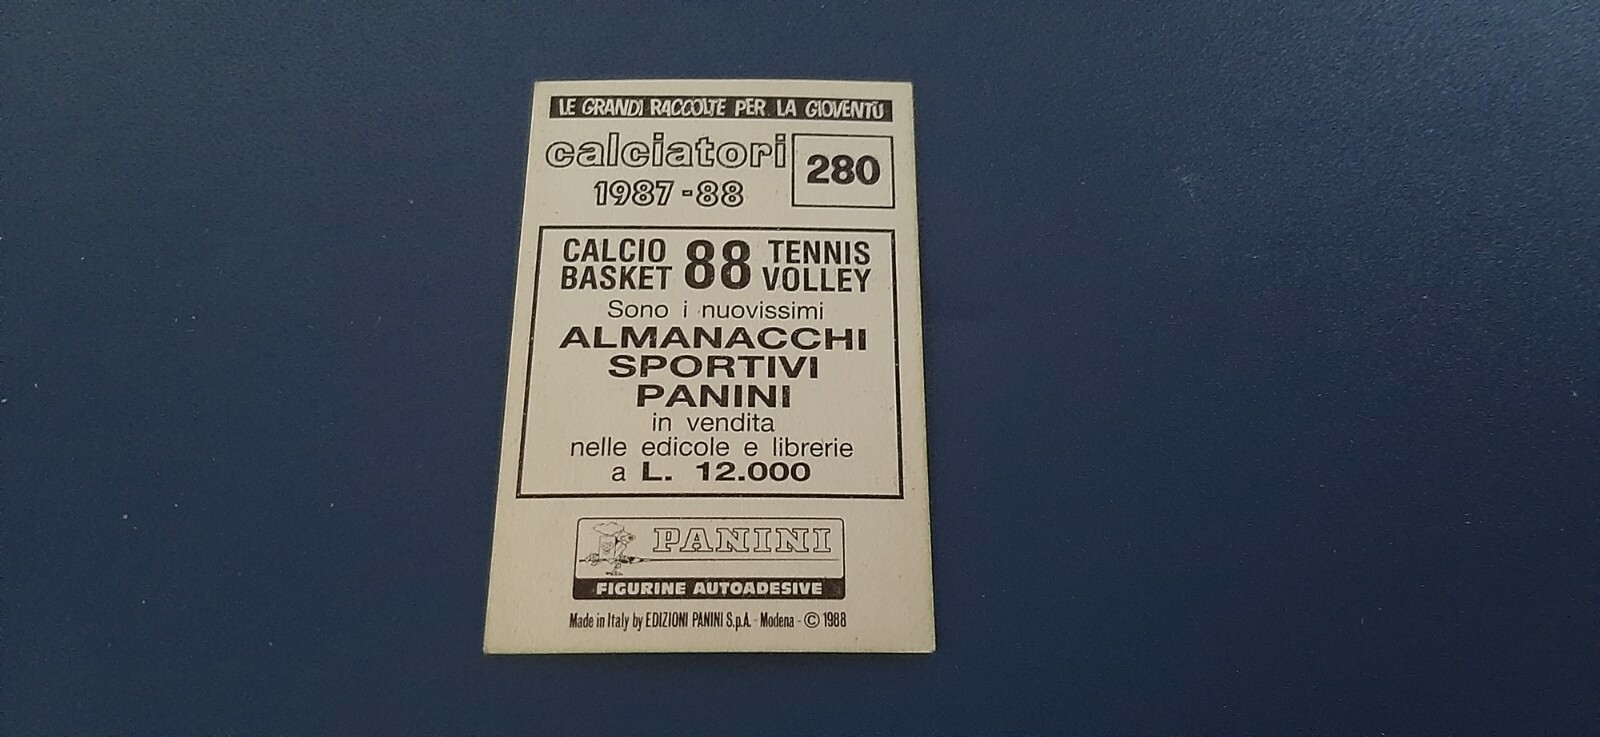 LE GRANDI RACCOLTE PER LA GIOVENTÙ
calciatori
1987-88
280
CALCIO 88 TENNIS
BASKET VOLLEY
Sono i nuovissimi
ALMANACCHI
SPORTIVI
PANINI
in vendita
nelle edicole e librerie
a L. 12.000
PANINI
FIGURINE AUTOADESIVE
Made in Italy by EDIZIONI PANINI S.p.A. - Modena - © 1988